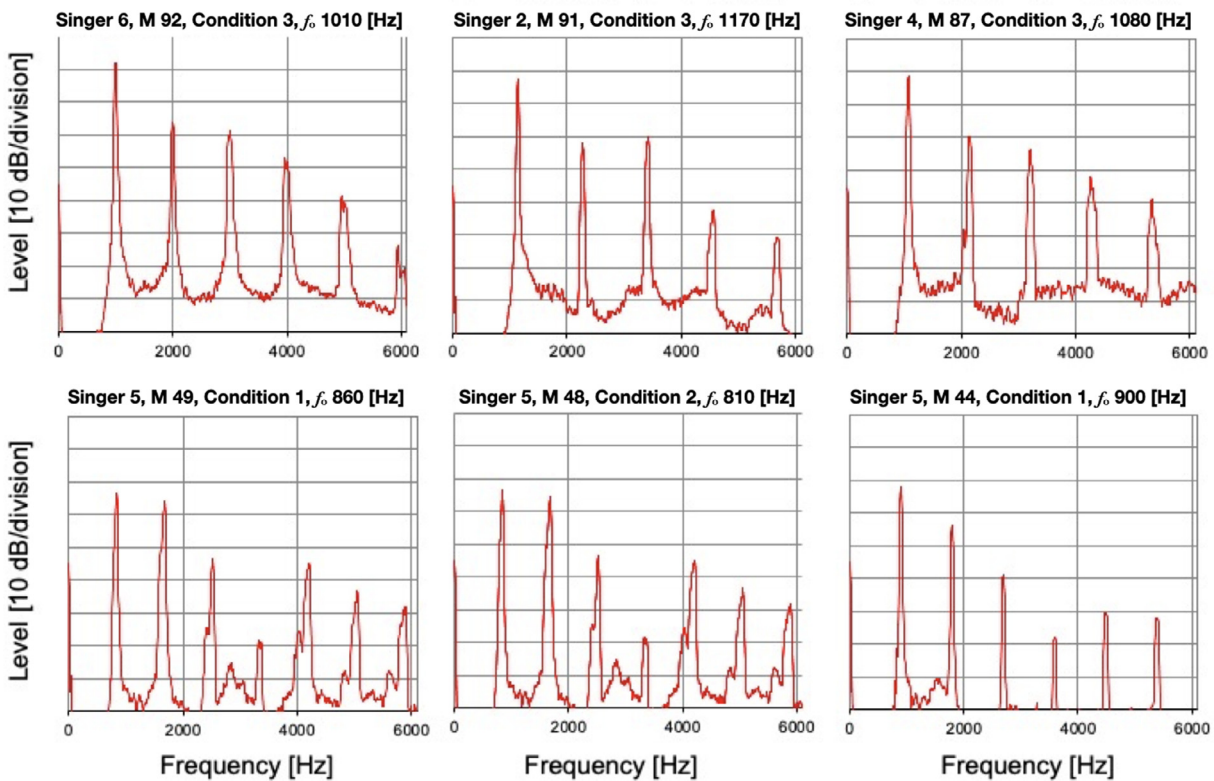 Singer 6, M 92, Condition 3, fₒ 1010 [Hz]
Singer 2, M 91, Condition 3, fₒ 1170 [Hz]
Singer 4, M 87, Condition 3, fₒ 1080 [Hz]
Level [10 dB/division]
0 2000 4000 6000
0 2000 4000 6000
0 2000 4000 6000
Singer 5, M 49, Condition 1, fₒ 860 [Hz]
Singer 5, M 48, Condition 2, fₒ 810 [Hz]
Singer 5, M 44, Condition 1, fₒ 900 [Hz]
Level [10 dB/division]
0 2000 4000 6000
0 2000 4000 6000
0 2000 4000 6000
Frequency [Hz]
Frequency [Hz]
Frequency [Hz]